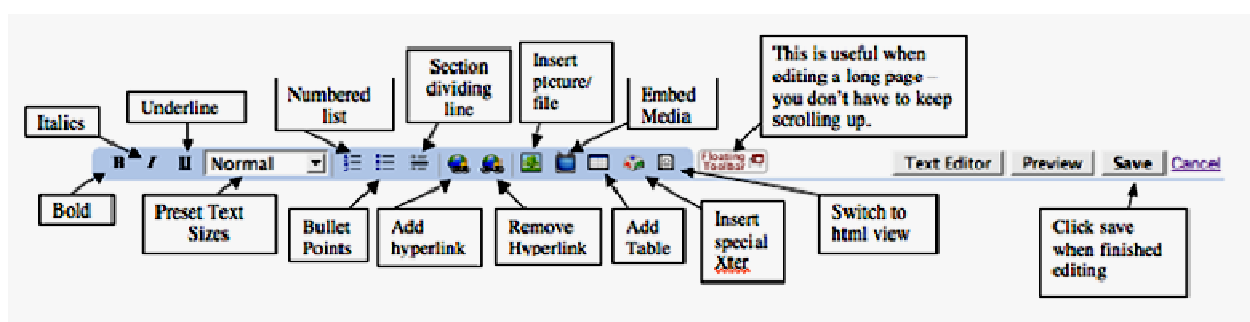 This is useful when
editing a long page –
you don't have to keep
scrolling up.
Insert
picture/
file
Section
dividing
line
Numbered
list
Embed
Media
Underline
Italics
B I U Normal
Floating
Toolbar
Text Editor Preview Save Cancel
Bold
Preset Text
Sizes
Bullet
Points
Add
hyperlink
Remove
Hyperlink
Add
Table
Insert
special
Xter
Switch to
html view
Click save
when finished
editing